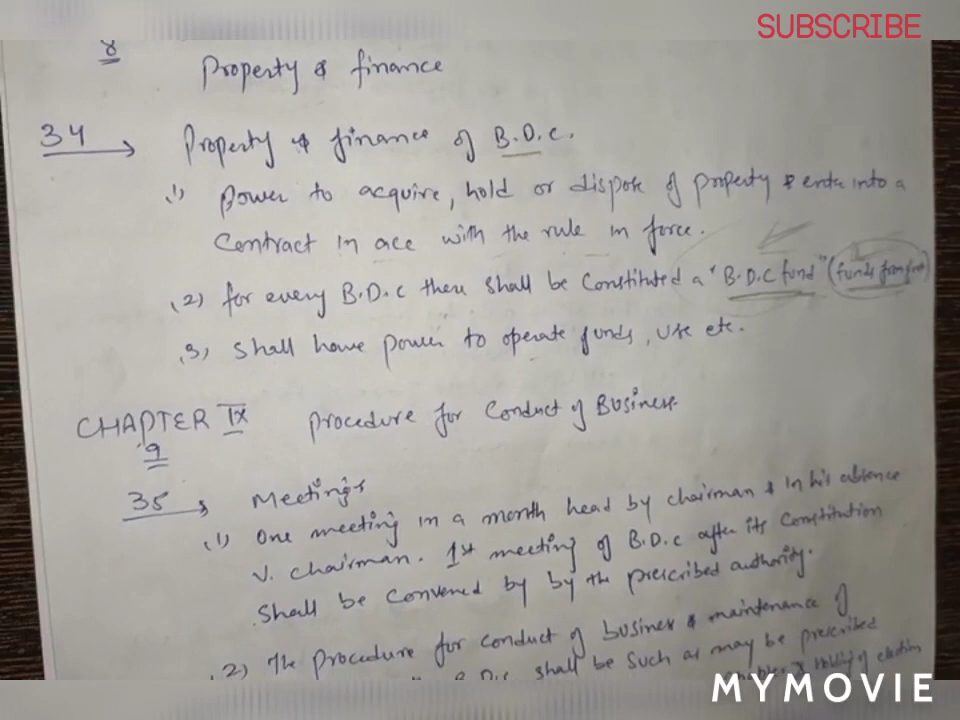 SUBSCRIBE
8
Property & finance
34 → Property & finance of B.D.C.
(1) Power to acquire, hold or dispose of property & enter into a
Contract in acc with the rule in force.
(2) for every B.D.C there shall be Constituted a "B.D.C fund" (funds from
(3) Shall have power to operate funds, use etc.
CHAPTER IX Procedure for Conduct of Business.
9
35 → Meetings
(1) One meeting in a month head by chairman & in his absence
V. chairman. 1st meeting of B.D.C after its Constitution
Shall be convened by by the prescribed authority.
(2) The procedure for conduct of business & maintenance of
B.D.C shall be such as may be prescribed
holding of election
MYMOVIE